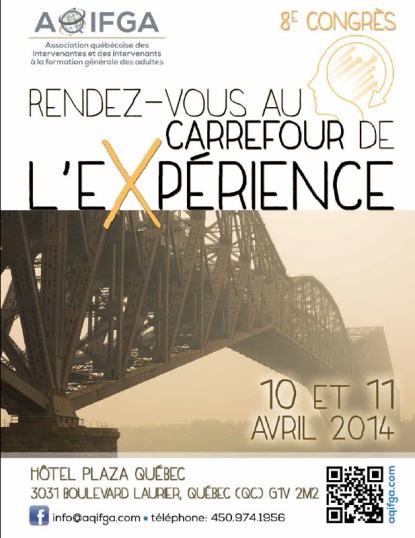 AQIFGA
Association québécoise des
intervenantes et des intervenants
à la formation générale des adultes
8E CONGRÈS
RENDEZ-VOUS AU
CARREFOUR DE
L'EXPÉRIENCE
10 ET 11
AVRIL 2014
HÔTEL PLAZA QUÉBEC
3031 BOULEVARD LAURIER, QUÉBEC (QC) G1V 2M2
info@aqifga.com • téléphone: 450.974.1956
aqifga.com